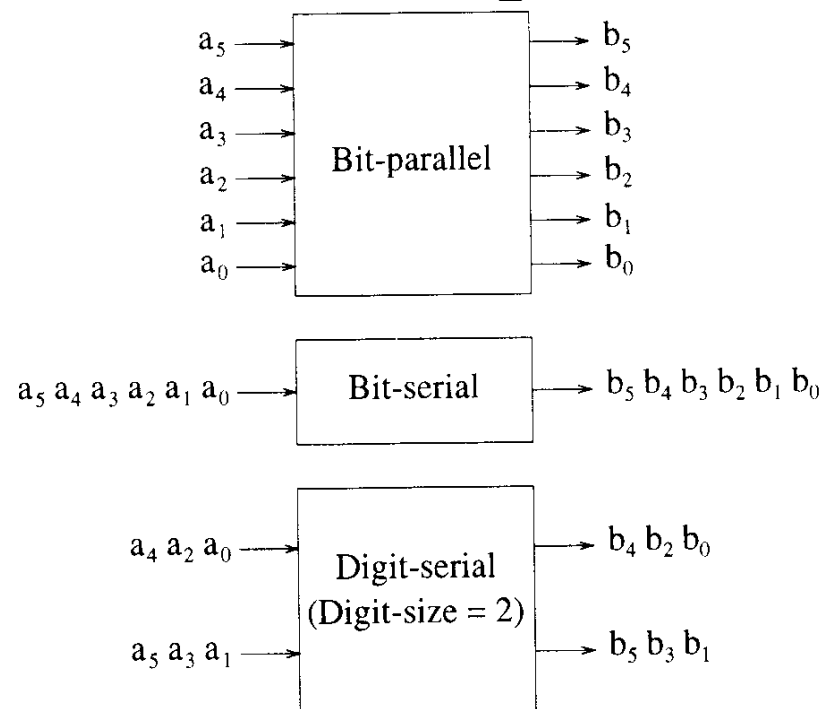 a₅ b₅
a₄ b₄
a₃ b₃
Bit-parallel
a₂ b₂
a₁ b₁
a₀ b₀
a₅ a₄ a₃ a₂ a₁ a₀ Bit-serial b₅ b₄ b₃ b₂ b₁ b₀
a₄ a₂ a₀ b₄ b₂ b₀
Digit-serial
(Digit-size = 2)
a₅ a₃ a₁ b₅ b₃ b₁